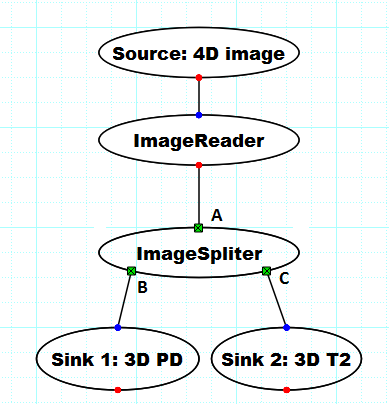 Source: 4D image
ImageReader
A
ImageSpliter
B
C
Sink 1: 3D PD
Sink 2: 3D T2